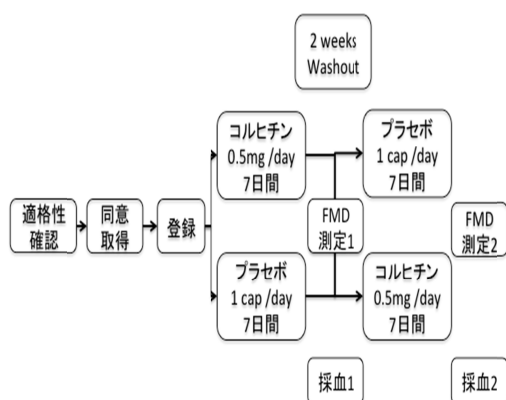 2 weeks
Washout
コルヒチン
0.5mg /day
7日間
プラセボ
1 cap /day
7日間
適格性
確認
同意
取得
登録
FMD
測定1
FMD
測定2
プラセボ
1 cap /day
7日間
コルヒチン
0.5mg /day
7日間
採血1
採血2